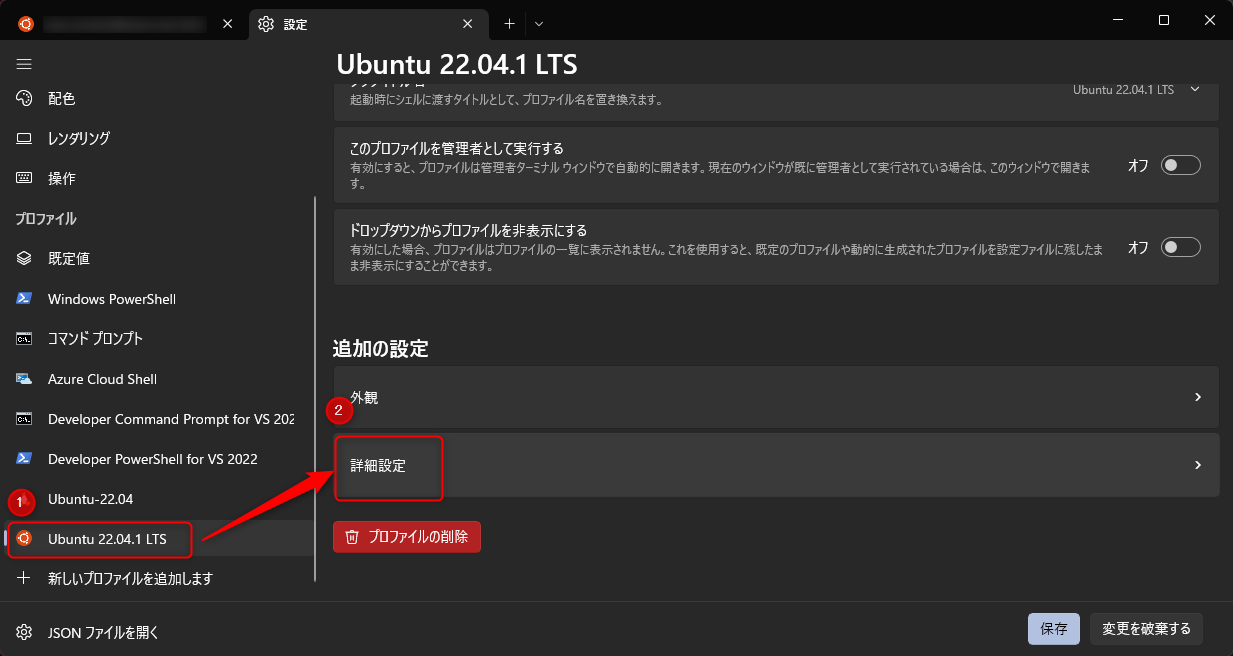 設定
Ubuntu 22.04.1 LTS
配色
レンダリング
操作
プロファイル
既定値
Windows PowerShell
コマンド プロンプト
Azure Cloud Shell
Developer Command Prompt for VS 202
Developer PowerShell for VS 2022
1
Ubuntu-22.04
Ubuntu 22.04.1 LTS
新しいプロファイルを追加します
JSON ファイルを開く
起動時にシェルに渡すタイトルとして、プロファイル名を置き換えます。
Ubuntu 22.04.1 LTS
このプロファイルを管理者として実行する
有効にすると、プロファイルは管理者ターミナル ウィンドウで自動的に開きます。現在のウィンドウが既に管理者として実行されている場合は、このウィンドウで開きま
す。
オフ
ドロップダウンからプロファイルを非表示にする
有効にした場合、プロファイルはプロファイルの一覧に表示されません。これを使用すると、既定のプロファイルや動的に生成されたプロファイルを設定ファイルに残したま
ま非表示にすることができます。
オフ
追加の設定
外観
2
詳細設定
プロファイルの削除
保存
変更を破棄する